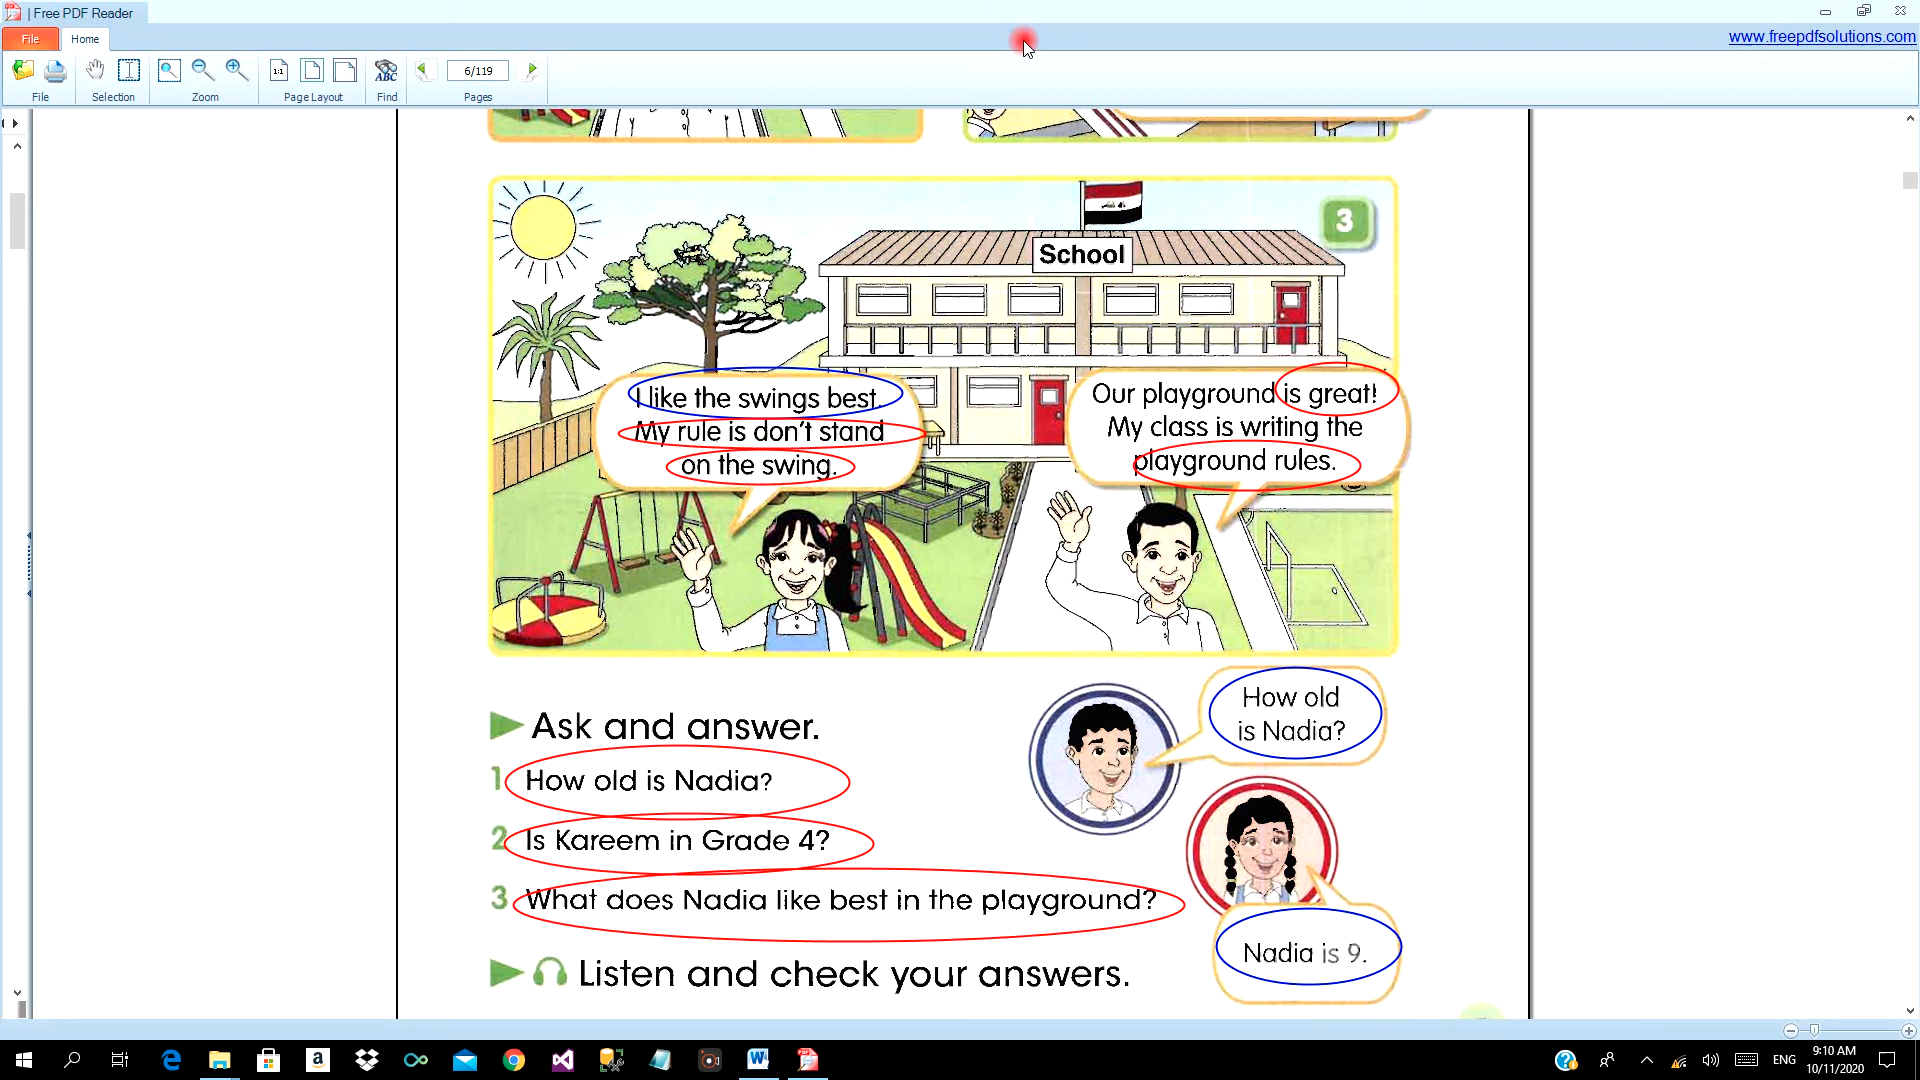 | Free PDF Reader
File
Home
www.freepdfsolutions.com
1:1
ABC
6/119
File
Selection
Zoom
Page Layout
Find
Pages
3
School
I like the swings best.
My rule is don't stand
on the swing.
Our playground is great!
My class is writing the
playground rules.
How old
is Nadia?
Ask and answer.
1 How old is Nadia?
2 Is Kareem in Grade 4?
3 What does Nadia like best in the playground?
Nadia is 9.
Listen and check your answers.
ENG
9:10 AM
10/11/2020